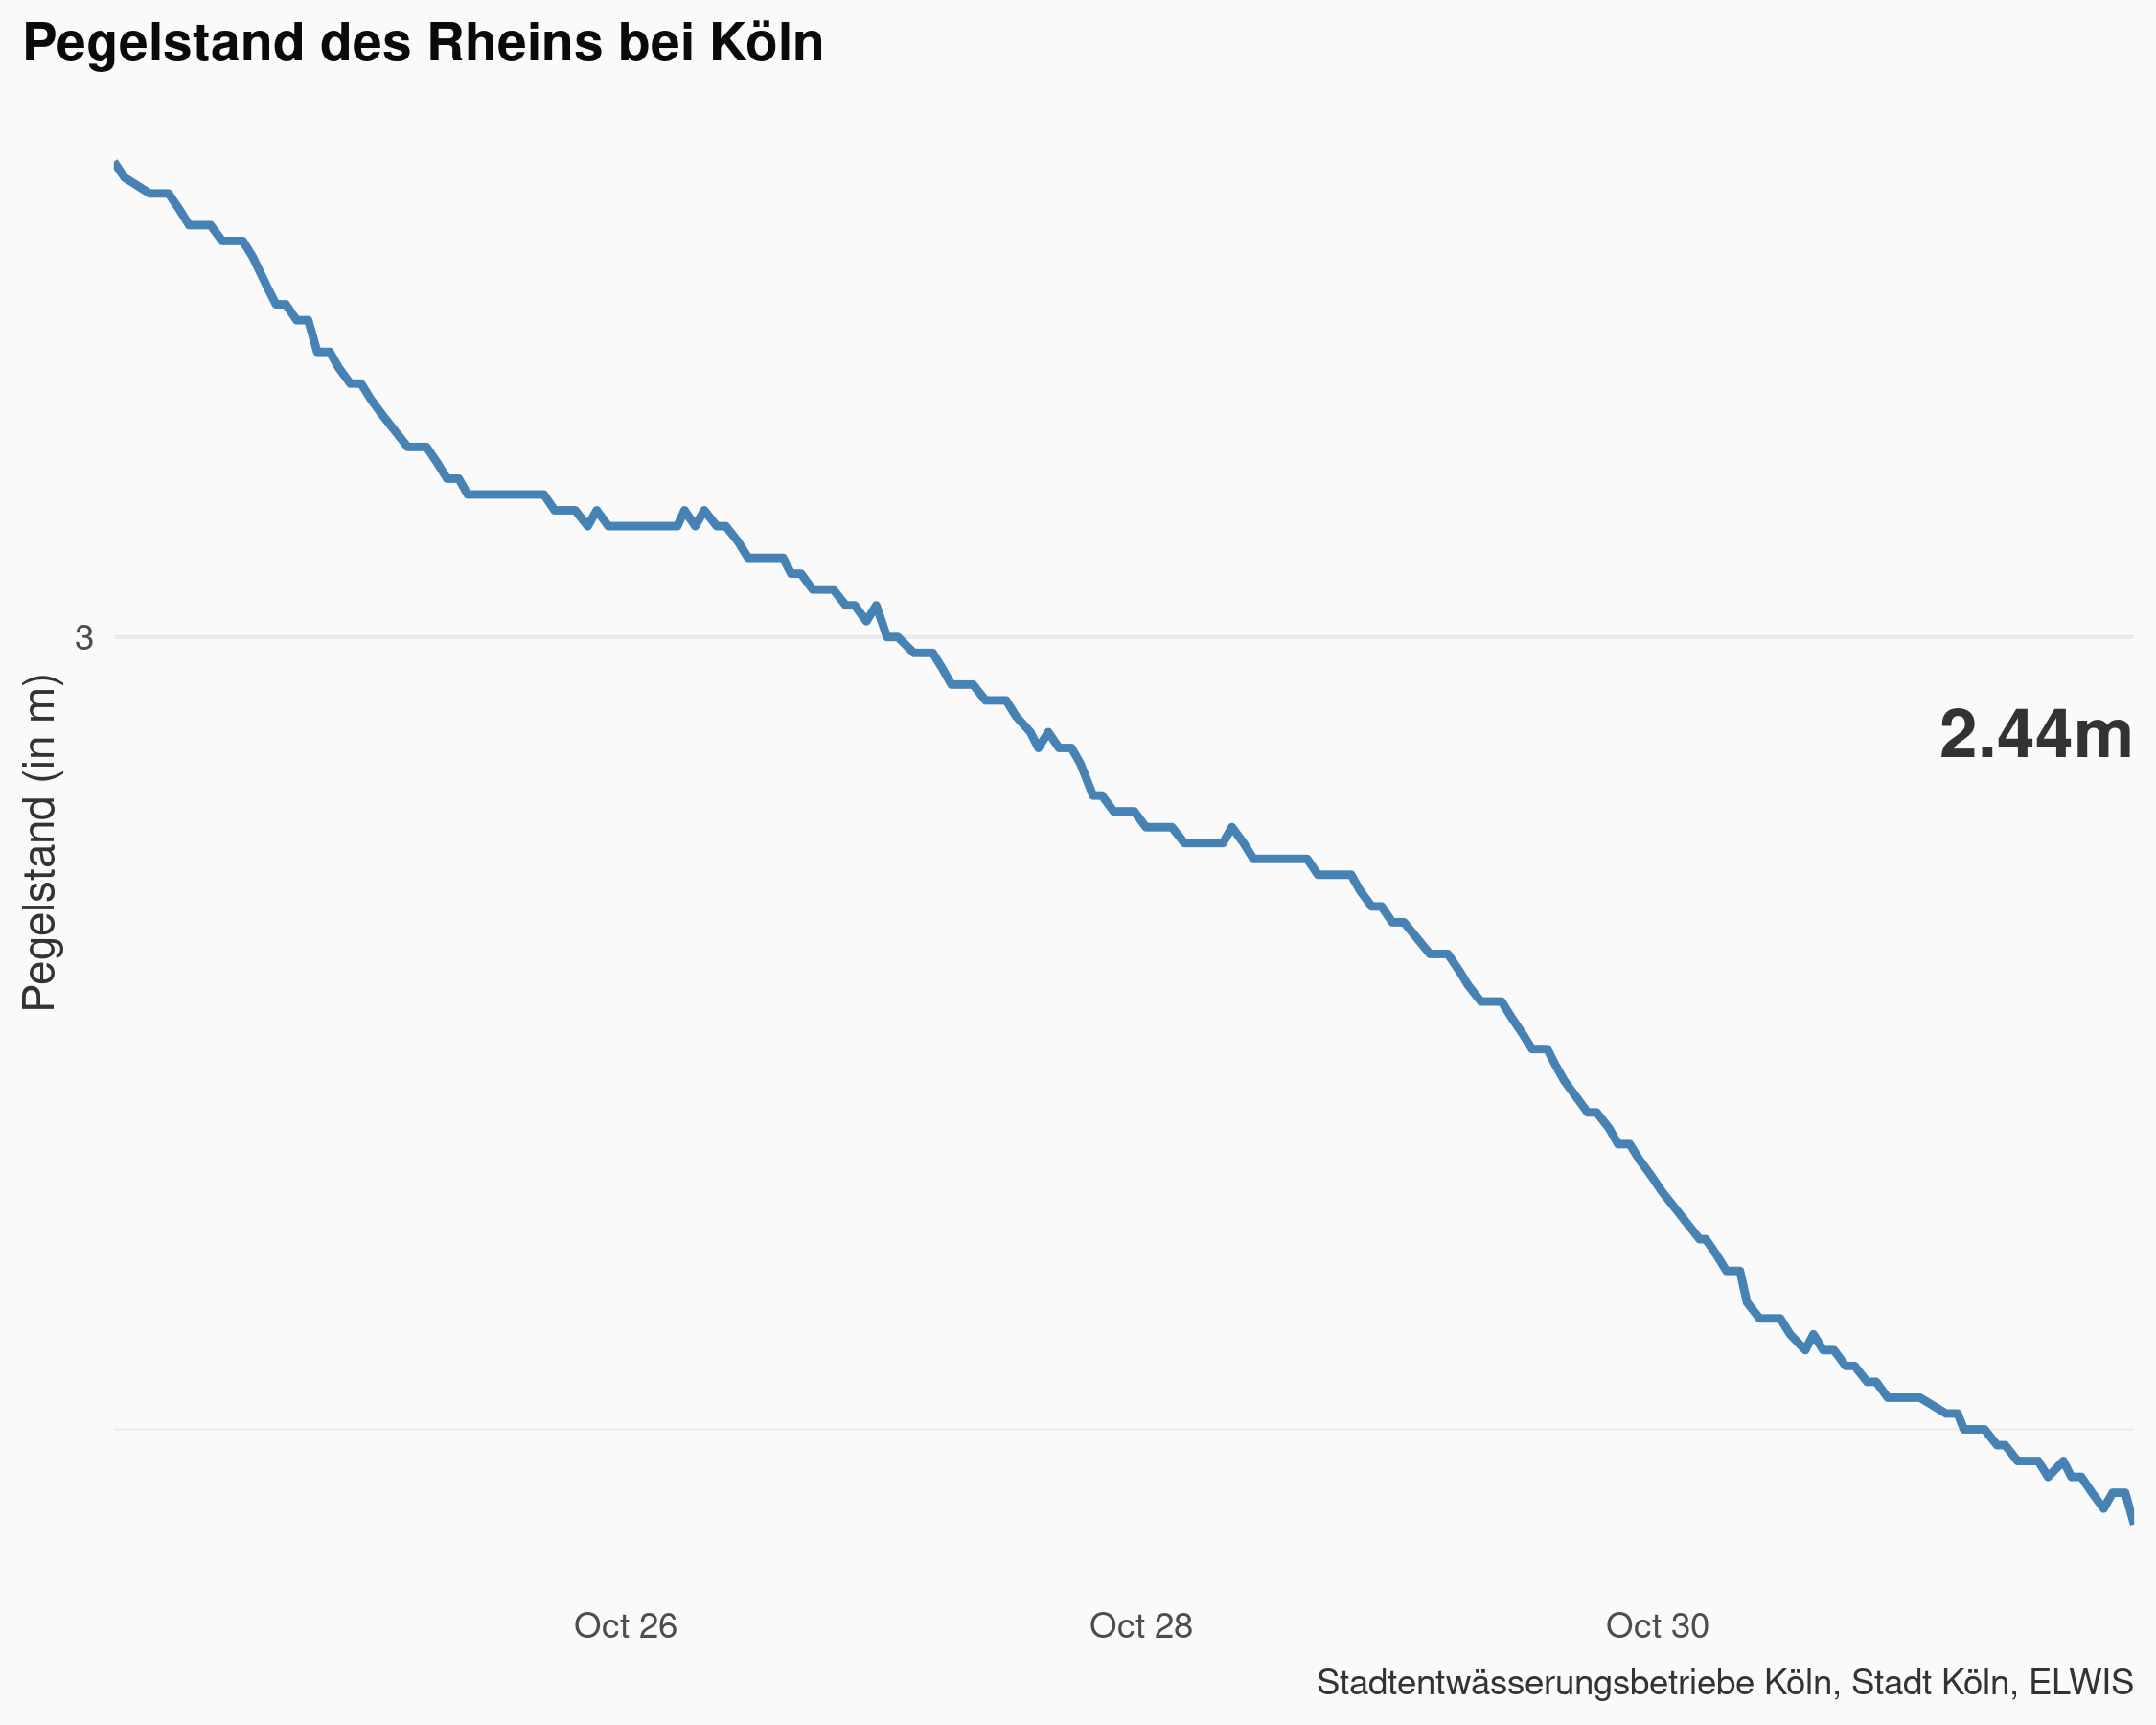 Pegelstand des Rheins bei Köln
3
Pegelstand (in m)
2.44m
Oct 26
Oct 28
Oct 30
Stadtentwässerungsbetriebe Köln, Stadt Köln, ELWIS